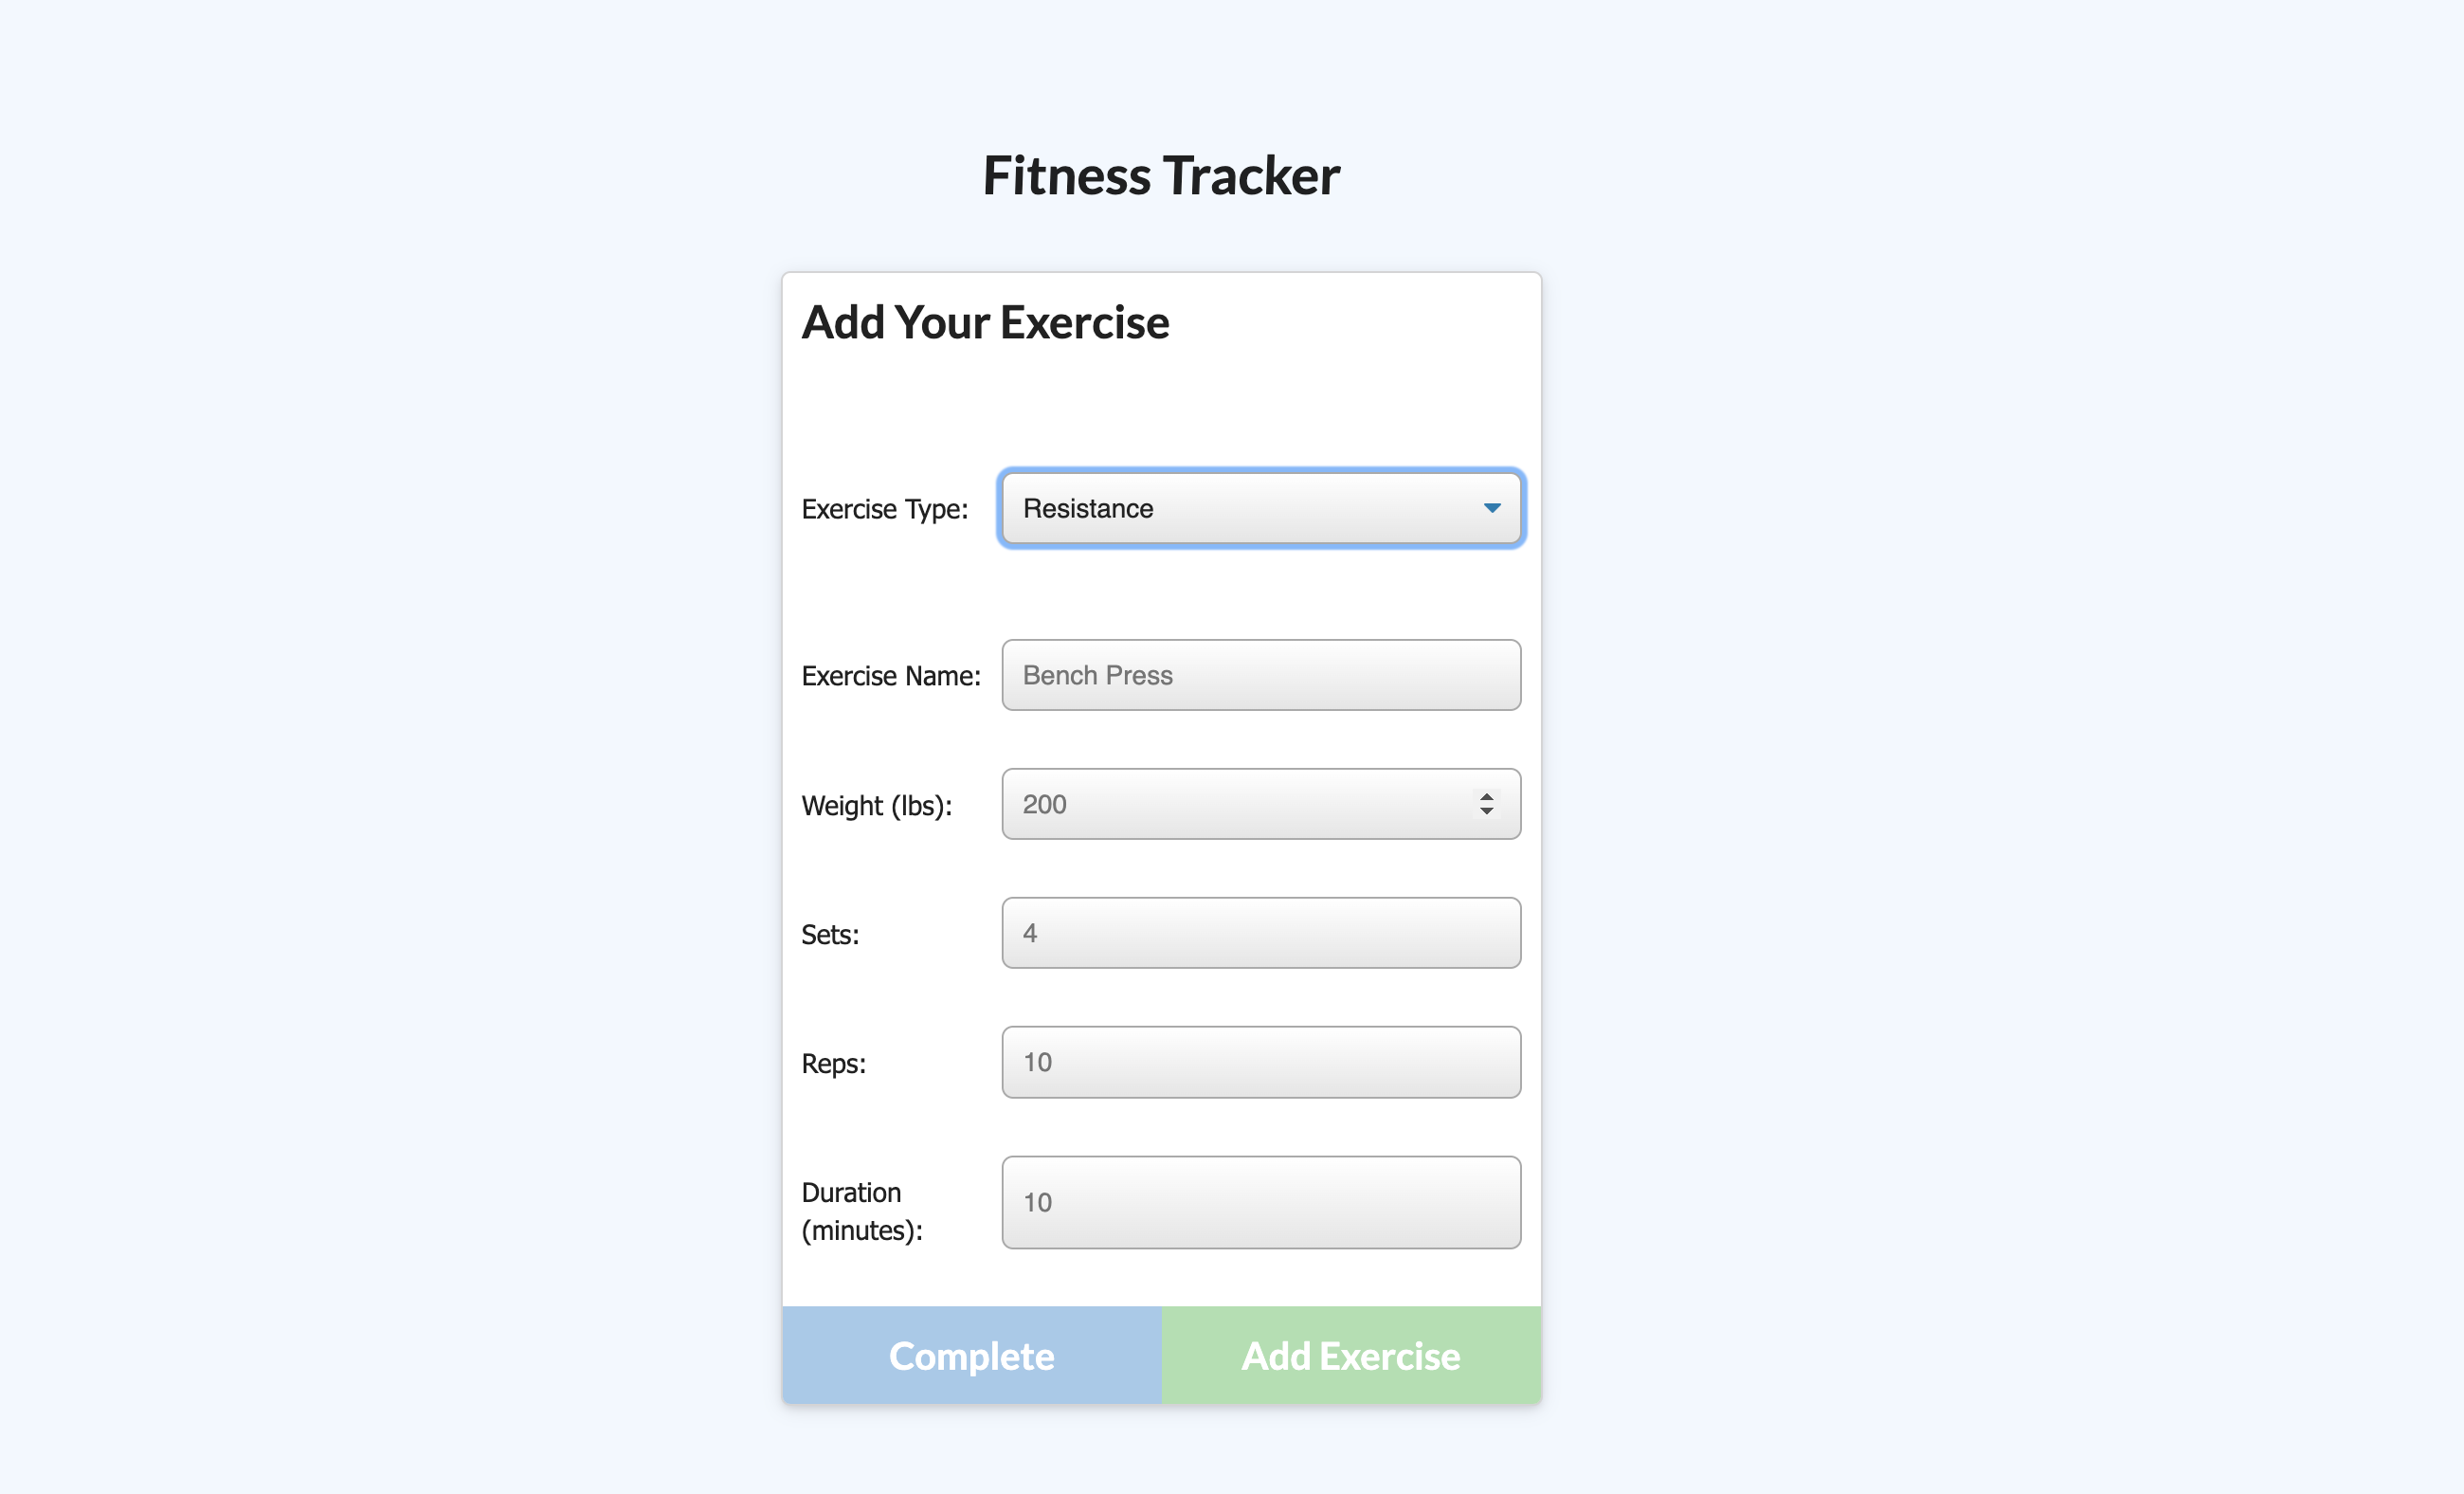 Fitness Tracker
Add Your Exercise
Exercise Type: Resistance
Exercise Name: Bench Press
Weight (lbs): 200
Sets: 4
Reps: 10
Duration
(minutes): 10
Complete Add Exercise